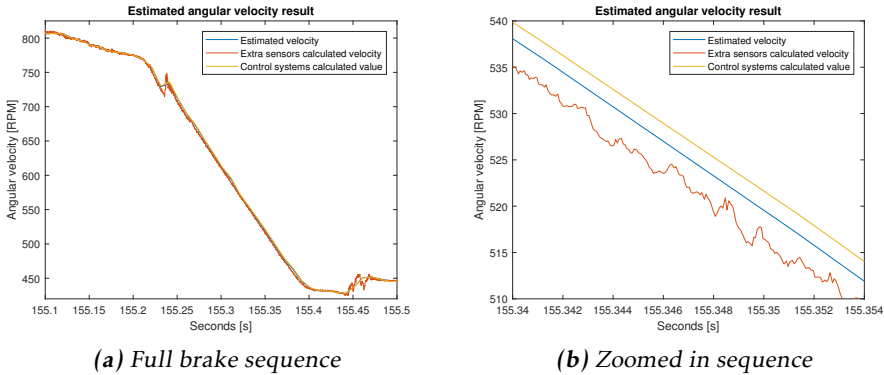 Estimated angular velocity result
Estimated velocity
Extra sensors calculated velocity
Control systems calculated value
Angular velocity [RPM]
800
750
700
650
600
550
500
450
155.1
155.15
155.2
155.25
155.3
155.35
155.4
155.45
155.5
Seconds [s]
(a) Full brake sequence
Estimated angular velocity result
Estimated velocity
Extra sensors calculated velocity
Control systems calculated value
Angular velocity [RPM]
540
535
530
525
520
515
510
155.34
155.342
155.344
155.346
155.348
155.35
155.352
155.354
Seconds [s]
(b) Zoomed in sequence